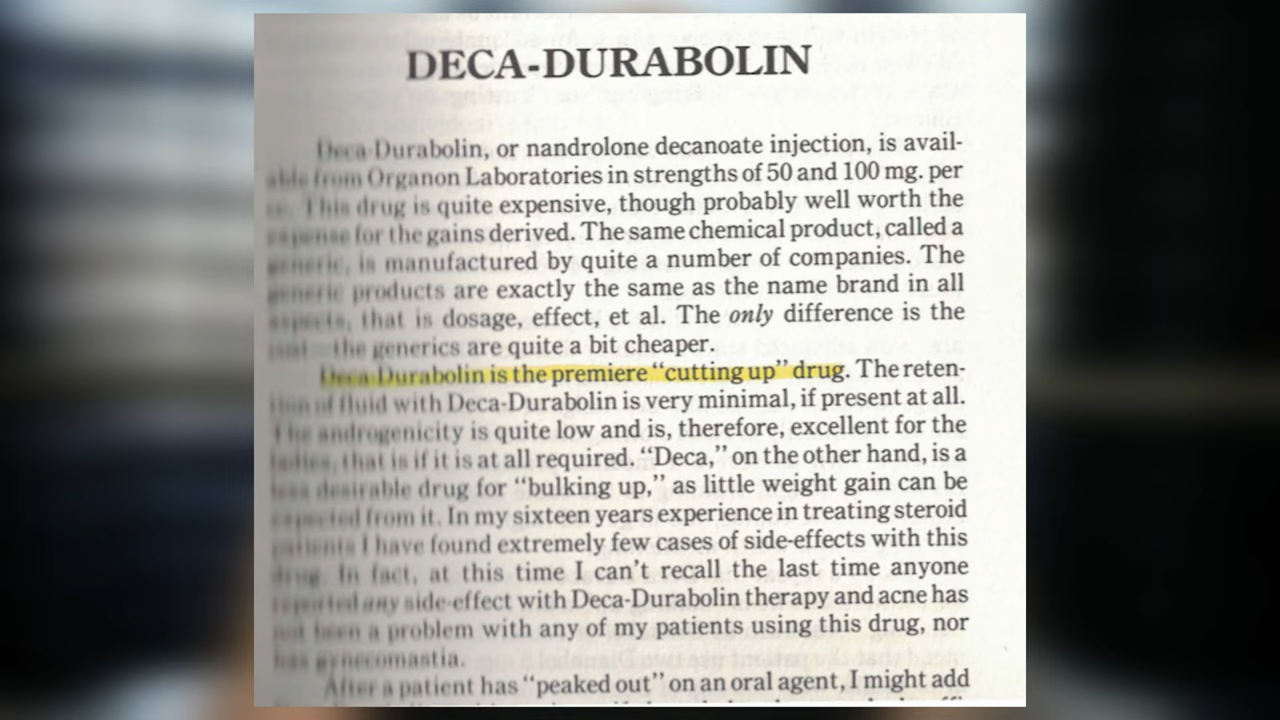 DECA-DURABOLIN
Deca-Durabolin, or nandrolone decanoate injection, is avail-
able from Organon Laboratories in strengths of 50 and 100 mg. per
cc. This drug is quite expensive, though probably well worth the
expense for the gains derived. The same chemical product, called a
generic, is manufactured by quite a number of companies. The
generic products are exactly the same as the name brand in all
aspects, that is dosage, effect, et al. The only difference is the
cost—the generics are quite a bit cheaper.
Deca-Durabolin is the premiere “cutting up” drug. The reten-
tion of fluid with Deca-Durabolin is very minimal, if present at all.
The androgenicity is quite low and is, therefore, excellent for the
ladies, that is if it is at all required. “Deca,” on the other hand, is a
less desirable drug for “bulking up,” as little weight gain can be
expected from it. In my sixteen years experience in treating steroid
patients I have found extremely few cases of side-effects with this
drug. In fact, at this time I can’t recall the last time anyone
reported any side-effect with Deca-Durabolin therapy and acne has
not been a problem with any of my patients using this drug, nor
has gynecomastia.
After a patient has “peaked out” on an oral agent, I might add